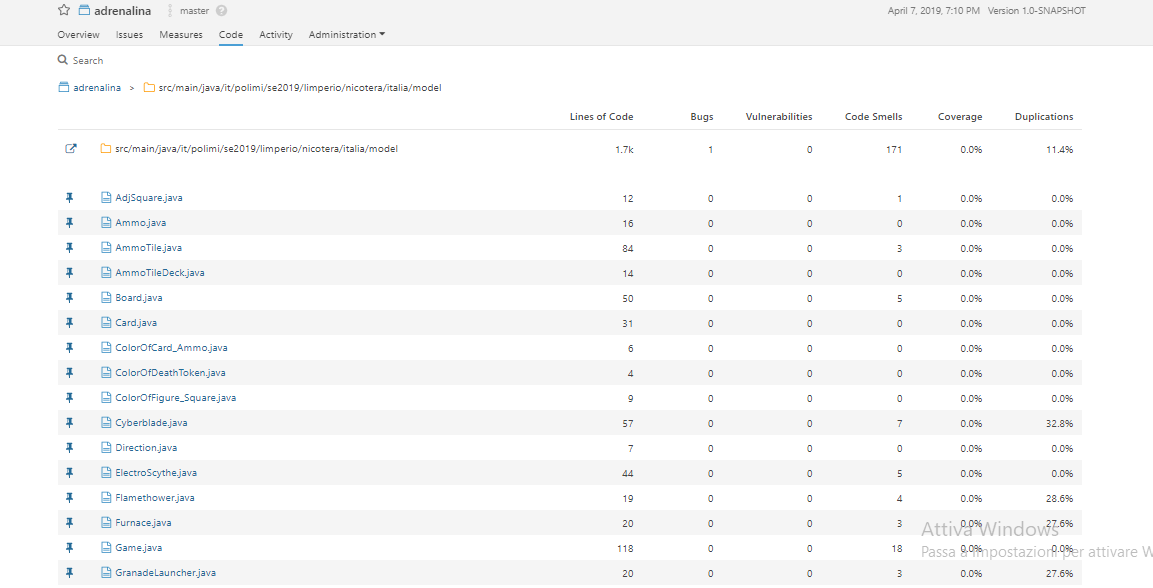 adrenalina master ? April 7, 2019, 7:10 PM Version 1.0-SNAPSHOT
Overview Issues Measures Code Activity Administration
Search
adrenalina > src/main/java/it/polimi/se2019/limperio/nicotera/italia/model
Lines of Code Bugs Vulnerabilities Code Smells Coverage Duplications
src/main/java/it/polimi/se2019/limperio/nicotera/italia/model 1.7k 1 0 171 0.0% 11.4%
AdjSquare.java 12 0 0 1 0.0% 0.0%
Ammo.java 16 0 0 0 0.0% 0.0%
AmmoTile.java 84 0 0 3 0.0% 0.0%
AmmoTileDeck.java 14 0 0 0 0.0% 0.0%
Board.java 50 0 0 5 0.0% 0.0%
Card.java 31 0 0 0 0.0% 0.0%
ColorOfCard_Ammo.java 6 0 0 0 0.0% 0.0%
ColorOfDeathToken.java 4 0 0 0 0.0% 0.0%
ColorOfFigure_Square.java 9 0 0 0 0.0% 0.0%
Cyberblade.java 57 0 0 7 0.0% 32.8%
Direction.java 7 0 0 0 0.0% 0.0%
ElectroScythe.java 44 0 0 5 0.0% 0.0%
Flamethower.java 19 0 0 4 0.0% 28.6%
Furnace.java 20 0 0 3 0.0% 27.6%
Attiva Windows
Game.java 118 0 0 18 0.0% 0.0%
Passa a Impostazioni per attivare W
GranadeLauncher.java 20 0 0 3 0.0% 27.6%